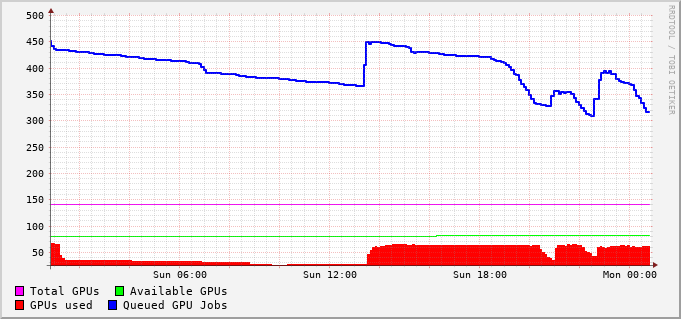 500
450
400
350
300
250
200
150
100
50
Sun 06:00 Sun 12:00 Sun 18:00 Mon 00:00
Total GPUs Available GPUs
GPUs used Queued GPU Jobs
RRDTOOL / TOBI OETIKER